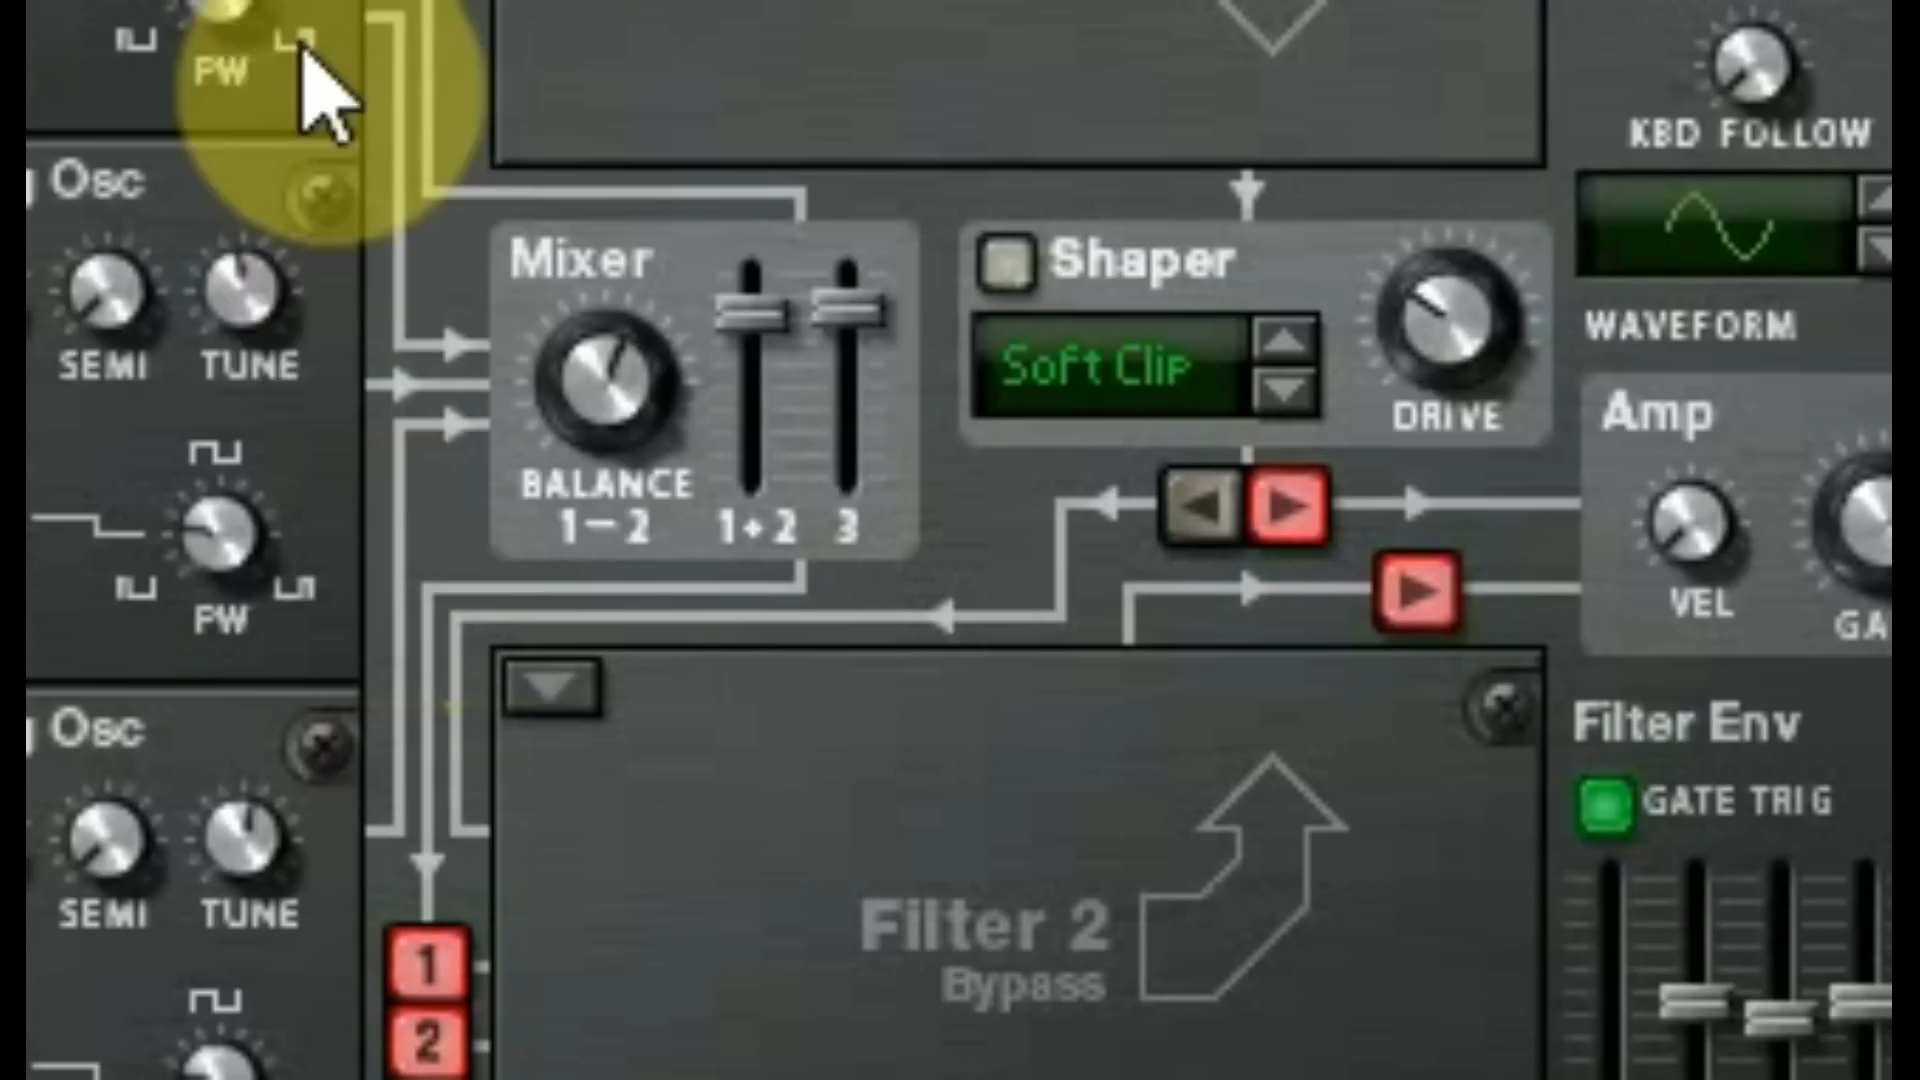 PW
KBD FOLLOW
Osc
Mixer
Shaper
SEMI TUNE
Soft Clip
WAVEFORM
DRIVE
Amp
BALANCE
1-2
1+2
3
PW
VEL
Osc
Filter Env
GATE TRIG
SEMI TUNE
Filter 2
Bypass
1
2